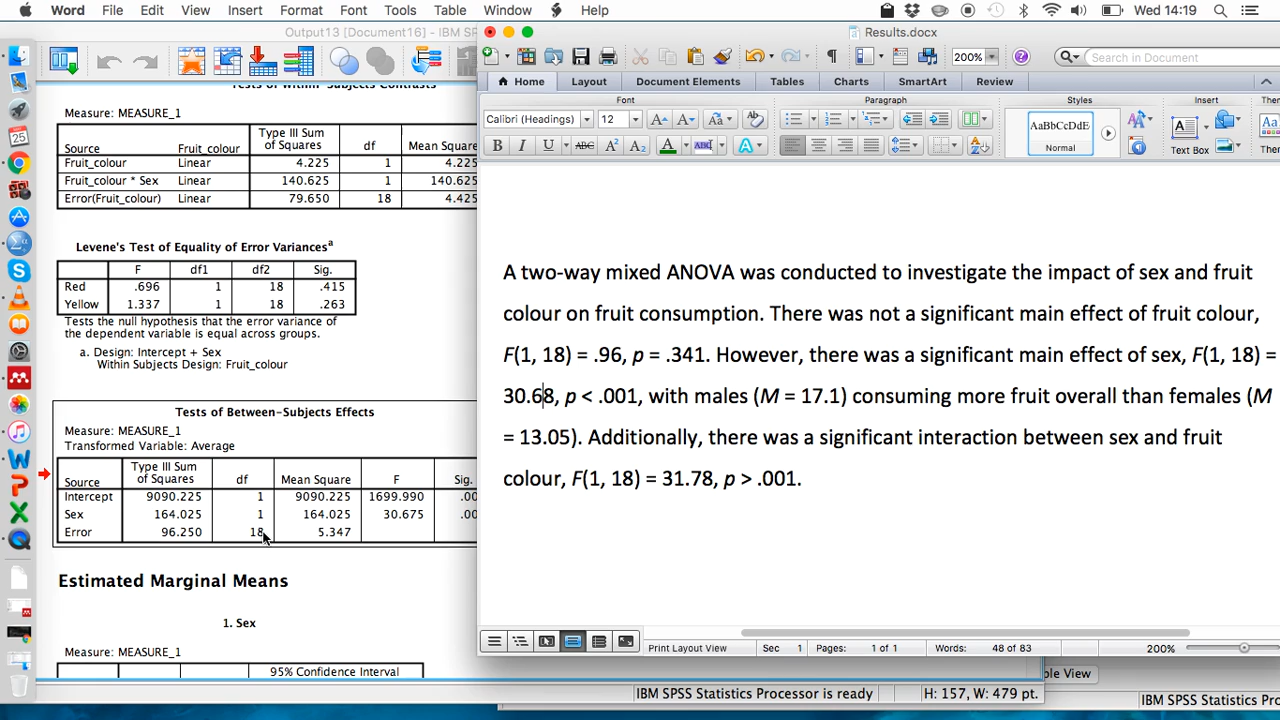 Word File Edit View Insert Format Font Tools Table Window Help Wed 14:19
Output13 [Document16] - IBM SP
Results.docx
200%
Search in Document
Home Layout Document Elements Tables Charts SmartArt Review
Font Paragraph Styles Insert
Calibri (Headings) 12
AaBbCcDdE
Normal
Text Box
Tests of Within-Subjects Contrasts
Measure: MEASURE_1
Source Fruit_colour Type III Sum of Squares df Mean Square
Fruit_colour Linear 4.225 1 4.225
Fruit_colour * Sex Linear 140.625 1 140.625
Error(Fruit_colour) Linear 79.650 18 4.425
Levene's Test of Equality of Error Variancesª
F df1 df2 Sig.
Red .696 1 18 .415
Yellow 1.337 1 18 .263
Tests the null hypothesis that the error variance of
the dependent variable is equal across groups.
a. Design: Intercept + Sex
Within Subjects Design: Fruit_colour
Tests of Between-Subjects Effects
Measure: MEASURE_1
Transformed Variable: Average
Source Type III Sum of Squares df Mean Square F Sig.
Intercept 9090.225 1 9090.225 1699.990 .00
Sex 164.025 1 164.025 30.675 .00
Error 96.250 18 5.347
Estimated Marginal Means
1. Sex
Measure: MEASURE_1
95% Confidence Interval
A two-way mixed ANOVA was conducted to investigate the impact of sex and fruit
colour on fruit consumption. There was not a significant main effect of fruit colour,
F(1, 18) = .96, p = .341. However, there was a significant main effect of sex, F(1, 18) =
30.68, p < .001, with males (M = 17.1) consuming more fruit overall than females (M
= 13.05). Additionally, there was a significant interaction between sex and fruit
colour, F(1, 18) = 31.78, p > .001.
Print Layout View Sec 1 Pages: 1 of 1 Words: 48 of 83 200%
ble View
IBM SPSS Statistics Processor is ready H: 157, W: 479 pt.
IBM SPSS Statistics Pro